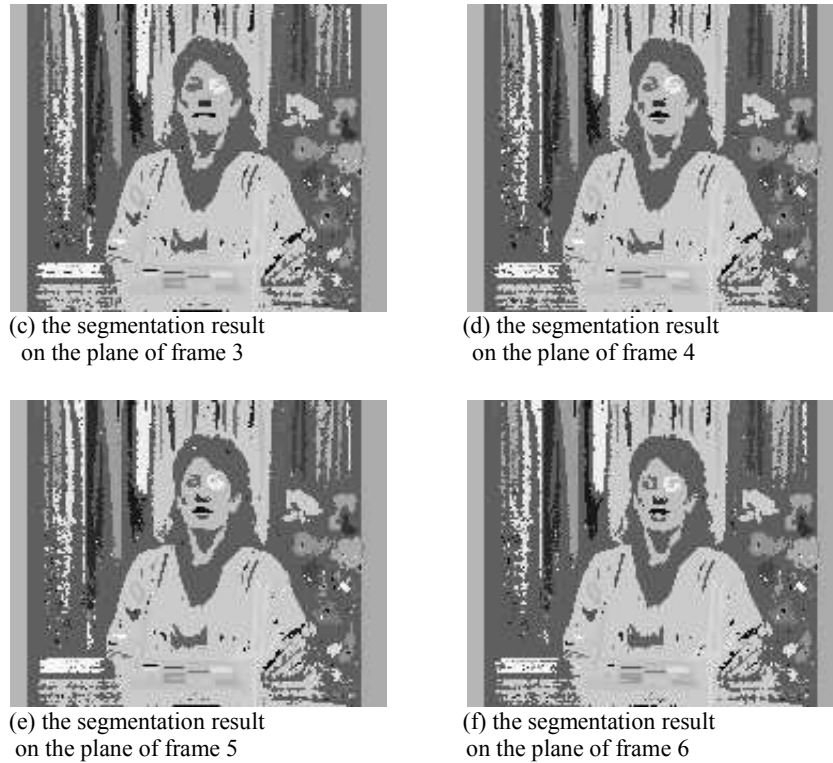 (c) the segmentation result
on the plane of frame 3
(d) the segmentation result
on the plane of frame 4
(e) the segmentation result
on the plane of frame 5
(f) the segmentation result
on the plane of frame 6